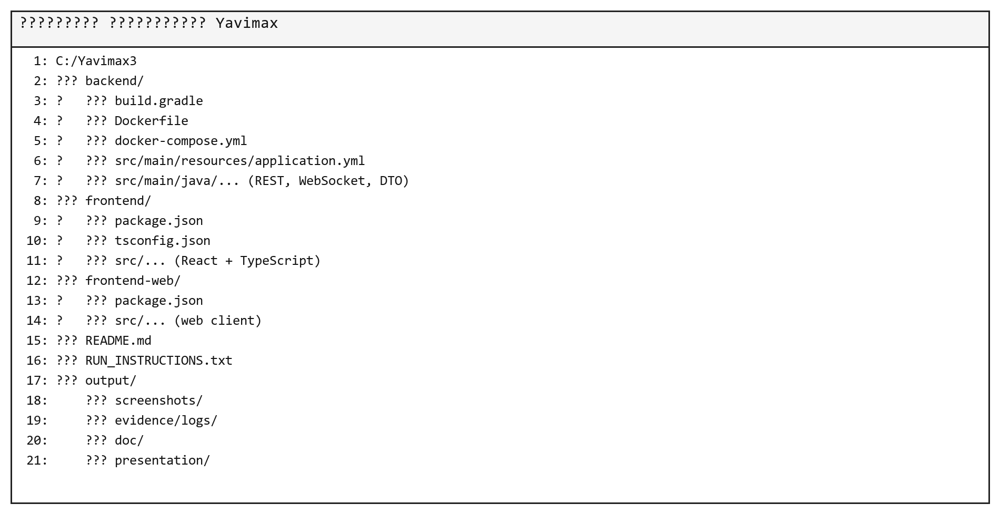 ????????? ??????????? Yavimax
1: C:/Yavimax3
2: ??? backend/
3: ?   ??? build.gradle
4: ?   ??? Dockerfile
5: ?   ??? docker-compose.yml
6: ?   ??? src/main/resources/application.yml
7: ?   ??? src/main/java/... (REST, WebSocket, DTO)
8: ??? frontend/
9: ?   ??? package.json
10: ?   ??? tsconfig.json
11: ?   ??? src/... (React + TypeScript)
12: ??? frontend-web/
13: ?   ??? package.json
14: ?   ??? src/... (web client)
15: ??? README.md
16: ??? RUN_INSTRUCTIONS.txt
17: ??? output/
18:     ??? screenshots/
19:     ??? evidence/logs/
20:     ??? doc/
21:     ??? presentation/